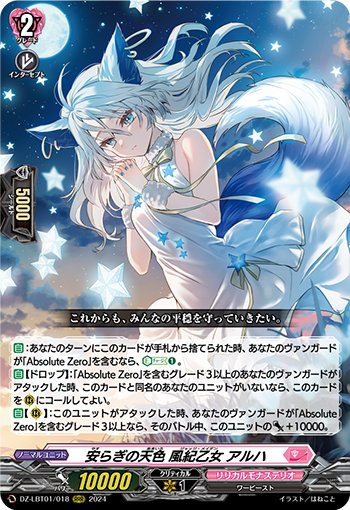 2
グレード
インターセプト
5000
シールド
これからも、みんなの平穏を守っていきたい。
自:あなたのターンにこのカードが手札から捨てられた時、あなたのヴァンガード
が「Absolute Zero」を含むなら、(1)。
自【ドロップ】:「Absolute Zero」を含むグレード3以上のあなたのヴァンガードが
アタックした時、このカードと同名のあなたのユニットがいないなら、このカード
を(R)にコールしてよい。
自【(R)】:このユニットがアタックした時、あなたのヴァンガードが「Absolute
Zero」を含むグレード3以上なら、そのバトル中、このユニットの+10000。
ノーマルユニット
安らぎの天色 風紀乙女 アルハ
パワー
10000
クリティカル
1
リリカルモナステリオ
ワービースト
DZ-LBT01/018 RRR 2024
イラスト/はねこと